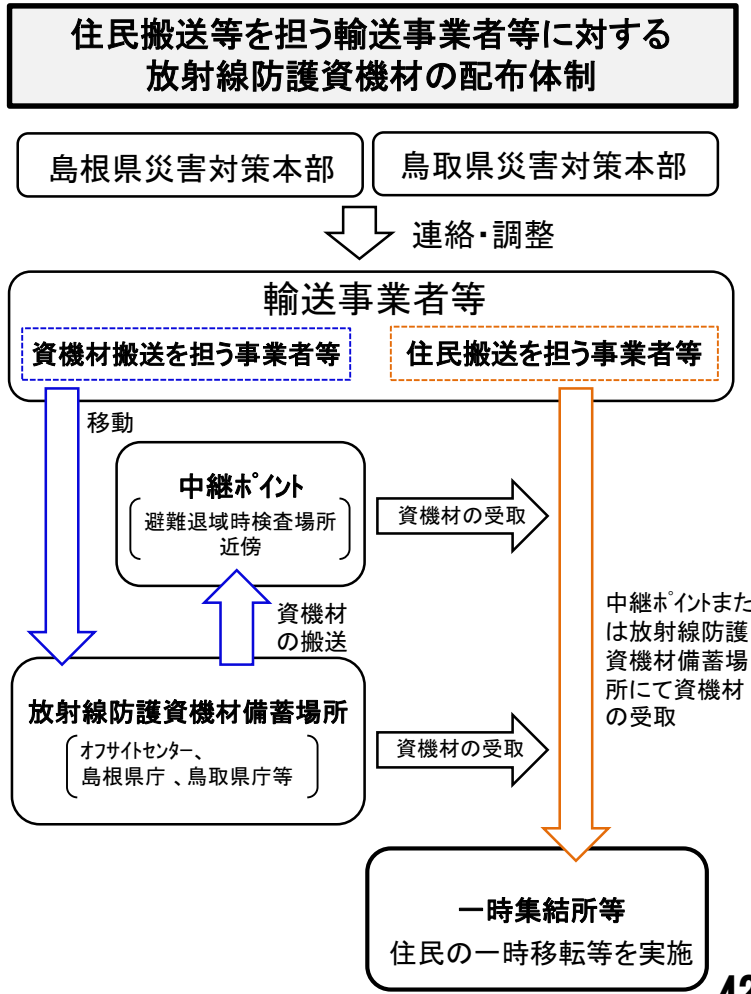 住民搬送等を担う輸送事業者等に対する
放射線防護資機材の配布体制
島根県災害対策本部
鳥取県災害対策本部
連絡・調整
輸送事業者等
資機材搬送を担う事業者等
住民搬送を担う事業者等
移動
中継ﾎﾟｲﾝﾄ
避難退域時検査場所
近傍
資機材の受取
資機材
の搬送
中継ﾎﾟｲﾝﾄまた
は放射線防護
資機材備蓄場
所にて資機材
の受取
放射線防護資機材備蓄場所
ｵﾌｻｲﾄｾﾝﾀｰ、
島根県庁 、鳥取県庁等
資機材の受取
一時集結所等
住民の一時移転等を実施
42